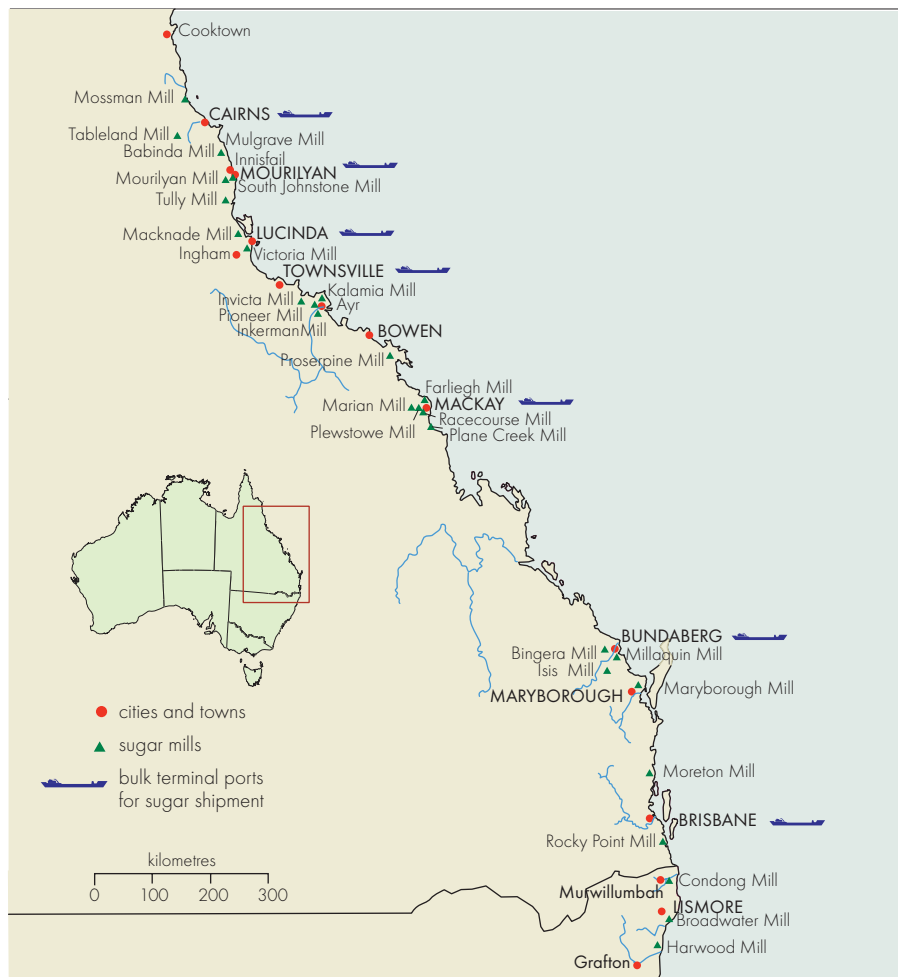 Cooktown
Mossman Mill
CAIRNS
Tableland Mill
Mulgrave Mill
Babinda Mill
Innisfail
MOURILYAN
Mourilyan Mill
South Johnstone Mill
Tully Mill
Macknade Mill
LUCINDA
Ingham
Victoria Mill
TOWNSVILLE
Kalamia Mill
Invicta Mill
Ayr
Pioneer Mill
InkermanMill
BOWEN
Proserpine Mill
Farliegh Mill
Marian Mill
MACKAY
Racecourse Mill
Plewstowe Mill
Plane Creek Mill
BUNDABERG
Bingera Mill
Millaquin Mill
Isis Mill
MARYBOROUGH
Maryborough Mill
cities and towns
sugar mills
bulk terminal ports
for sugar shipment
Moreton Mill
BRISBANE
Rocky Point Mill
kilometres
0 100 200 300
Condong Mill
Murwillumbah
LISMORE
Broadwater Mill
Harwood Mill
Grafton